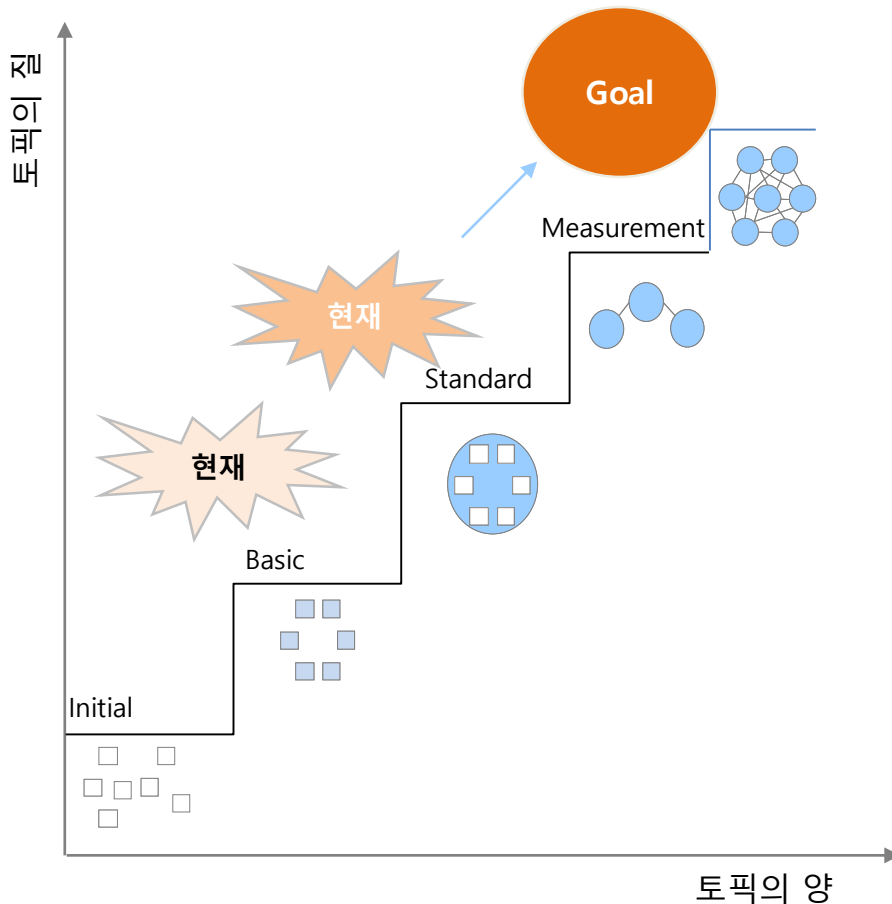 토픽의 질
Goal
Measurement
현재
Standard
현재
Basic
Initial
토픽의 양